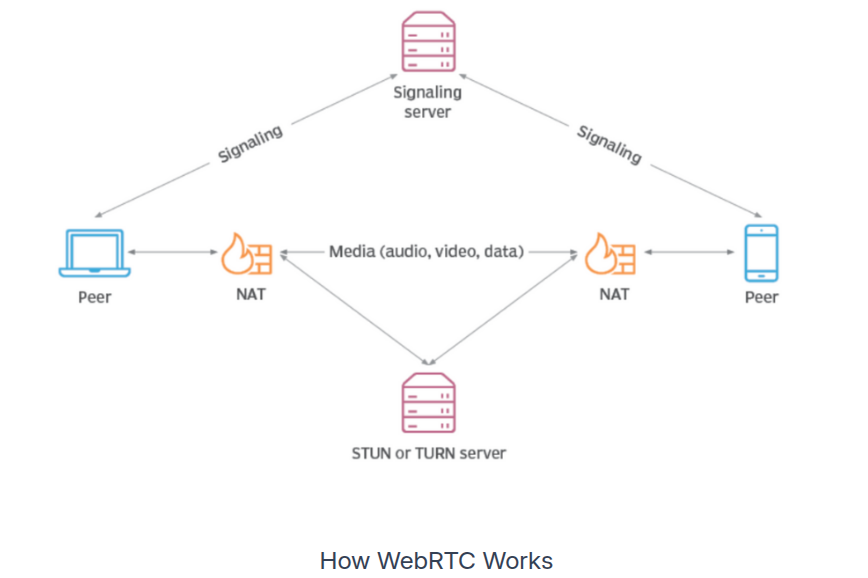 Signaling
server
Signaling
Signaling
Media (audio, video, data)
Peer
NAT
NAT
Peer
STUN or TURN server
How WebRTC Works